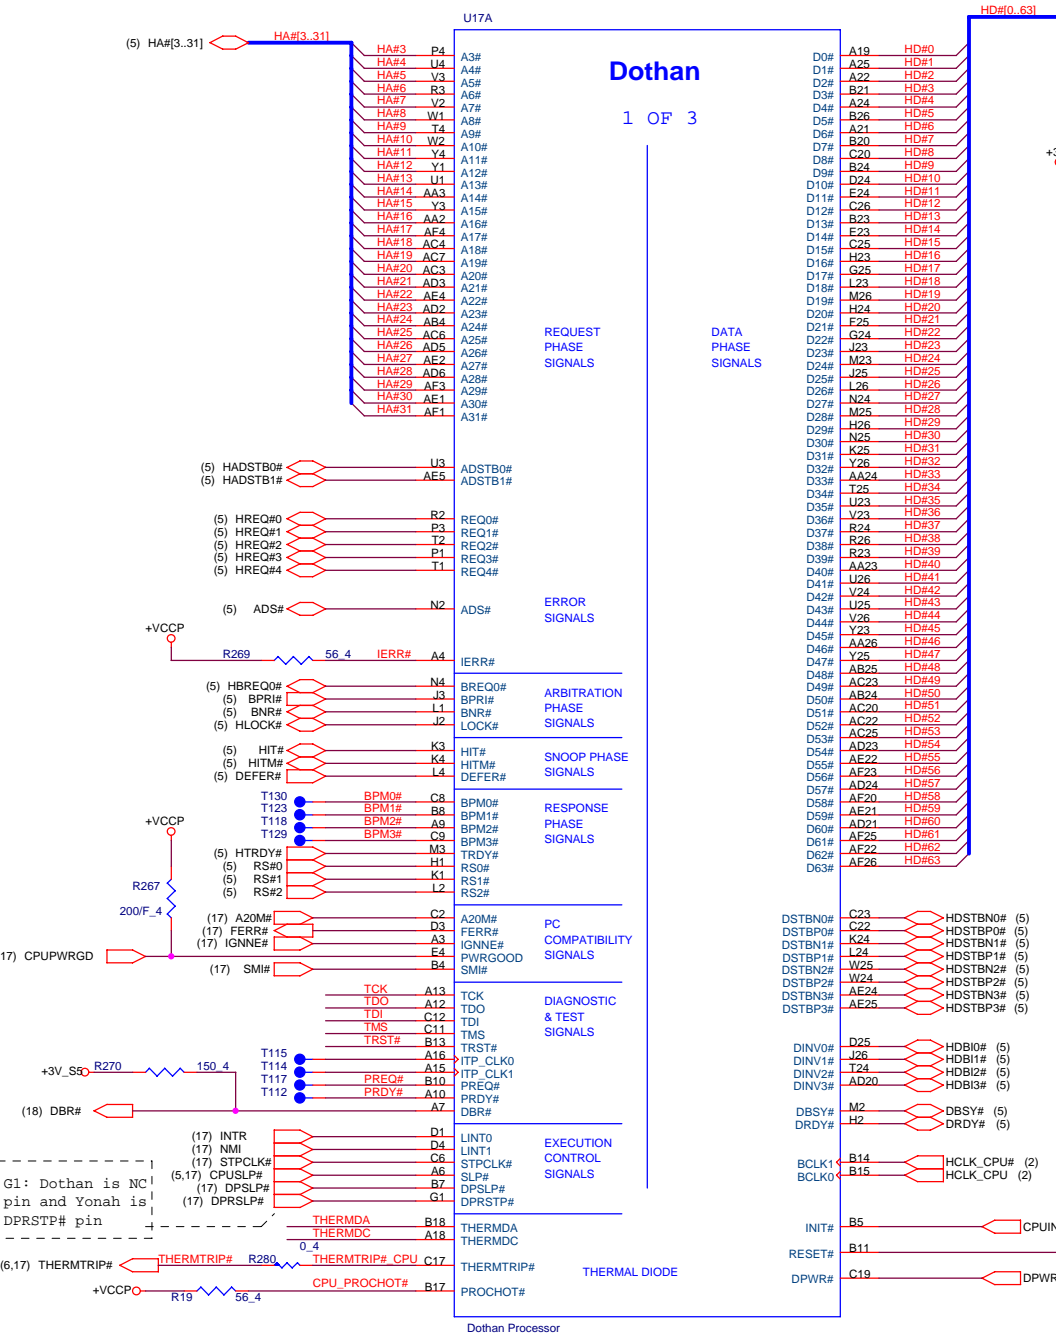 U17A
HD#[0..63]
(5) HA#[3..31] HA#[3..31]
Dothan
1 OF 3
HA#3 P4 A3# D0# A19 HD#0
HA#4 U4 A4# D1# A25 HD#1
HA#5 V3 A5# D2# A22 HD#2
HA#6 R3 A6# D3# B21 HD#3
HA#7 V2 A7# D4# A24 HD#4
HA#8 W1 A8# D5# B26 HD#5
HA#9 T4 A9# D6# A21 HD#6
HA#10 W2 A10# D7# B20 HD#7
HA#11 Y4 A11# D8# C20 HD#8
HA#12 Y1 A12# D9# B24 HD#9
HA#13 U1 A13# D10# D24 HD#10
HA#14 AA3 A14# D11# E24 HD#11
HA#15 Y3 A15# D12# C26 HD#12
HA#16 AA2 A16# D13# B23 HD#13
HA#17 AF4 A17# D14# E23 HD#14
HA#18 AC4 A18# D15# C25 HD#15
HA#19 AC7 A19# D16# H23 HD#16
HA#20 AC3 A20# D17# G25 HD#17
HA#21 AD3 A21# D18# L23 HD#18
HA#22 AE4 A22# D19# M26 HD#19
HA#23 AD2 A23# D20# H24 HD#20
HA#24 AB4 A24# D21# F25 HD#21
HA#25 AC6 A25# D22# G24 HD#22
HA#26 AD5 A26# D23# J23 HD#23
HA#27 AE2 A27# D24# M23 HD#24
HA#28 AD6 A28# D25# J25 HD#25
HA#29 AF3 A29# D26# L26 HD#26
HA#30 AE1 A30# D27# N24 HD#27
HA#31 AF1 A31# D28# M25 HD#28
REQUEST
PHASE
SIGNALS
DATA
PHASE
SIGNALS
D29# H26 HD#29
D30# N25 HD#30
D31# K25 HD#31
D32# Y26 HD#32
D33# AA24 HD#33
D34# T25 HD#34
D35# U23 HD#35
D36# V23 HD#36
D37# R24 HD#37
D38# R26 HD#38
D39# R23 HD#39
D40# AA23 HD#40
D41# U26 HD#41
D42# V24 HD#42
D43# U25 HD#43
D44# V26 HD#44
D45# Y23 HD#45
D46# AA26 HD#46
D47# Y25 HD#47
D48# AB25 HD#48
D49# AC23 HD#49
D50# AB24 HD#50
D51# AC20 HD#51
D52# AC22 HD#52
D53# AC25 HD#53
D54# AD23 HD#54
D55# AE22 HD#55
D56# AF23 HD#56
D57# AD24 HD#57
D58# AF20 HD#58
D59# AE21 HD#59
D60# AD21 HD#60
D61# AF25 HD#61
D62# AF22 HD#62
D63# AF26 HD#63
(5) HADSTB0# U3 ADSTB0#
(5) HADSTB1# AE5 ADSTB1#
(5) HREQ#0 R2 REQ0#
(5) HREQ#1 P3 REQ1#
(5) HREQ#2 T2 REQ2#
(5) HREQ#3 P1 REQ3#
(5) HREQ#4 T1 REQ4#
(5) ADS# N2 ADS#
ERROR
SIGNALS
+VCCP
R269 56_4 IERR# A4 IERR#
(5) HBREQ0# N4 BREQ0#
(5) BPRI# J3 BPRI#
(5) BNR# L1 BNR#
(5) HLOCK# J2 LOCK#
ARBITRATION
PHASE
SIGNALS
(5) HIT# K3 HIT#
(5) HITM# K4 HITM#
(5) DEFER# L4 DEFER#
SNOOP PHASE
SIGNALS
T130 BPM0# C8 BPM0#
T123 BPM1# B8 BPM1#
T118 BPM2# A9 BPM2#
T129 BPM3# C9 BPM3#
(5) HTRDY# M3 TRDY#
(5) RS#0 H1 RS0#
(5) RS#1 K1 RS1#
(5) RS#2 L2 RS2#
RESPONSE
PHASE
SIGNALS
+VCCP
R267
200/F_4
(17) A20M# C2 A20M#
(17) FERR# D3 FERR#
(17) IGNNE# A3 IGNNE#
17) CPUPWRGD E4 PWRGOOD
(17) SMI# B4 SMI#
PC
COMPATIBILITY
SIGNALS
DSTBN0# C23 HDSTBN0# (5)
DSTBP0# C22 HDSTBP0# (5)
DSTBN1# K24 HDSTBN1# (5)
DSTBP1# L24 HDSTBP1# (5)
DSTBN2# W25 HDSTBN2# (5)
DSTBP2# W24 HDSTBP2# (5)
DSTBN3# AE24 HDSTBN3# (5)
DSTBP3# AE25 HDSTBP3# (5)
TCK A13 TCK
TDO A12 TDO
TDI C12 TDI
TMS C11 TMS
TRST# B13 TRST#
T115 A16 ITP_CLK0
T114 A15 ITP_CLK1
T117 PREQ# B10 PREQ#
T112 PRDY# A10 PRDY#
+3V_S5 R270 150_4
(18) DBR# A7 DBR#
DIAGNOSTIC
& TEST
SIGNALS
DINV0# D25 HDBI0# (5)
DINV1# J26 HDBI1# (5)
DINV2# T24 HDBI2# (5)
DINV3# AD20 HDBI3# (5)
DBSY# M2 DBSY# (5)
DRDY# H2 DRDY# (5)
(17) INTR D1 LINT0
(17) NMI D4 LINT1
(17) STPCLK# C6 STPCLK#
(5,17) CPUSLP# A6 SLP#
(17) DPSLP# B7 DPSLP#
(17) DPRSLP# G1 DPRSTP#
EXECUTION
CONTROL
SIGNALS
BCLK1 B14 HCLK_CPU# (2)
BCLK0 B15 HCLK_CPU (2)
G1: Dothan is NC
pin and Yonah is
DPRSTP# pin
THERMDA B18 THERMDA
THERMDC A18 THERMDC
(6,17) THERMTRIP# THERMTRIP# R280 0_4 THERMTRIP#_CPU C17 THERMTRIP#
+VCCP R19 56_4 CPU_PROCHOT# B17 PROCHOT#
THERMAL DIODE
INIT# B5 CPUIN
RESET# B11
DPWR# C19 DPWR
Dothan Processor